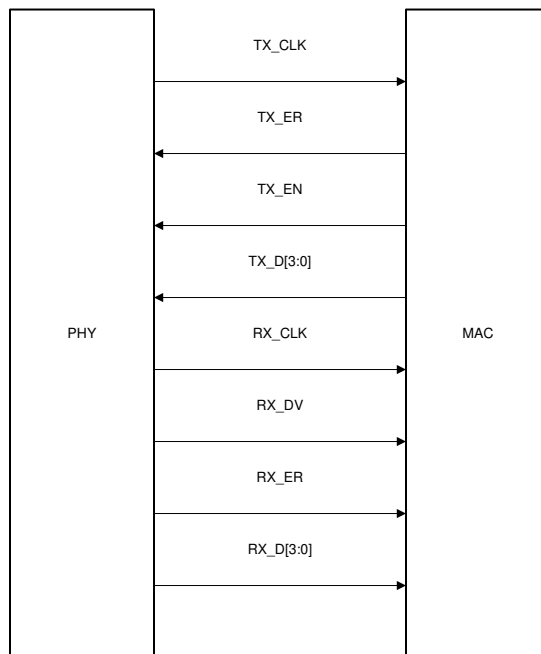 TX_CLK
TX_ER
TX_EN
TX_D[3:0]
PHY
RX_CLK
MAC
RX_DV
RX_ER
RX_D[3:0]